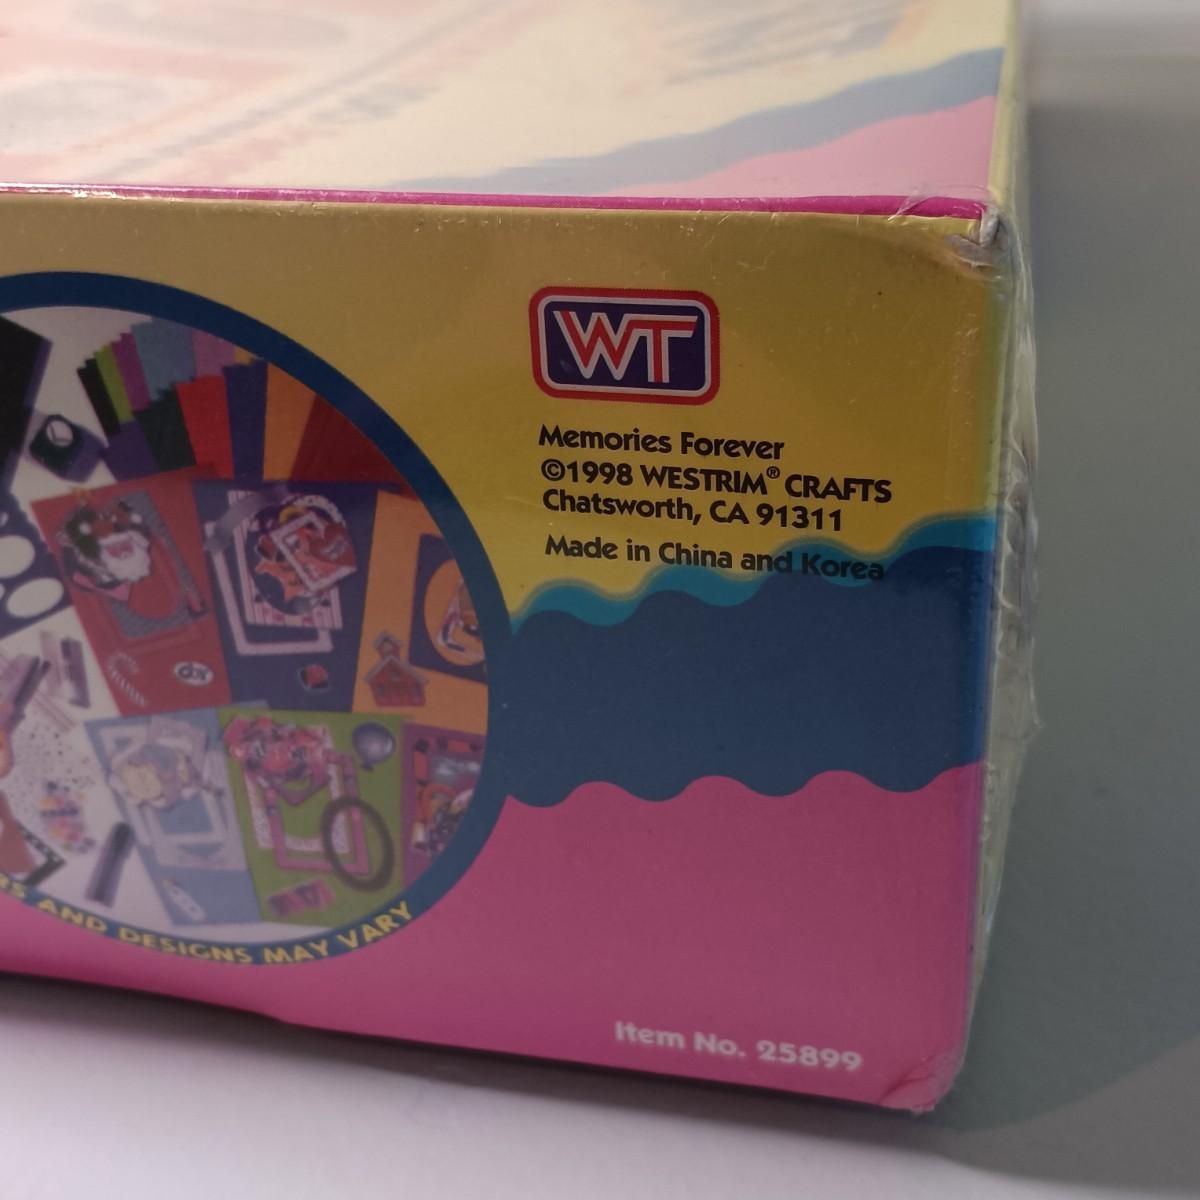 WT
Memories Forever
©1998 WESTRIM® CRAFTS
Chatsworth, CA 91311
Made in China and Korea
AND DESIGNS MAY VARY
Item No. 25899